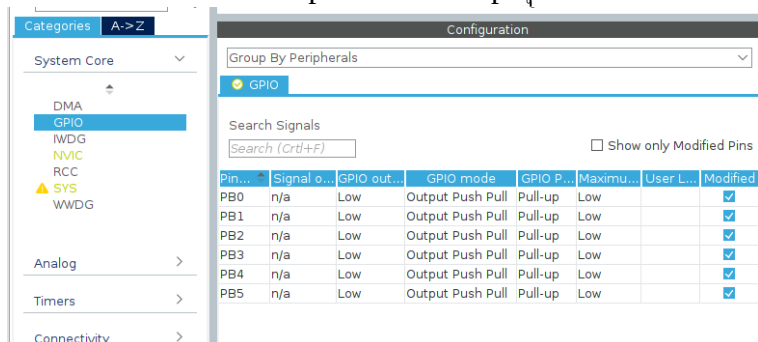 Categories A->Z
Configuration
System Core
Group By Peripherals
GPIO
DMA
GPIO
IWDG
NVIC
RCC
SYS
WWDG
Search Signals
Search (Crtl+F)
Show only Modified Pins
Pin... Signal o... GPIO out... GPIO mode GPIO P... Maximu... User L... Modified
PB0 n/a Low Output Push Pull Pull-up Low
PB1 n/a Low Output Push Pull Pull-up Low
PB2 n/a Low Output Push Pull Pull-up Low
PB3 n/a Low Output Push Pull Pull-up Low
PB4 n/a Low Output Push Pull Pull-up Low
PB5 n/a Low Output Push Pull Pull-up Low
Analog
Timers
Connectivity